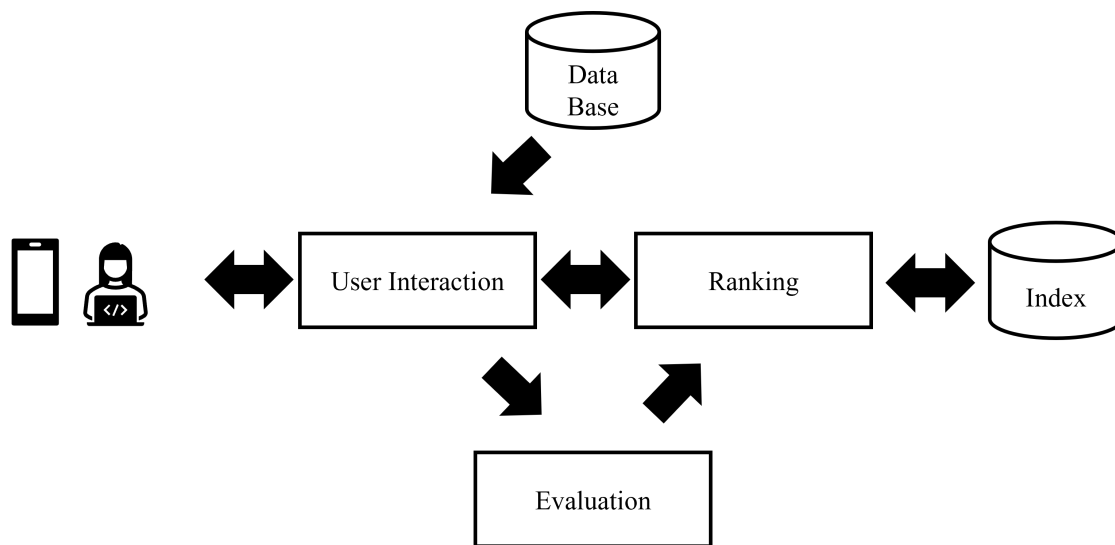 Data
Base
User Interaction
Ranking
Index
</>
Evaluation